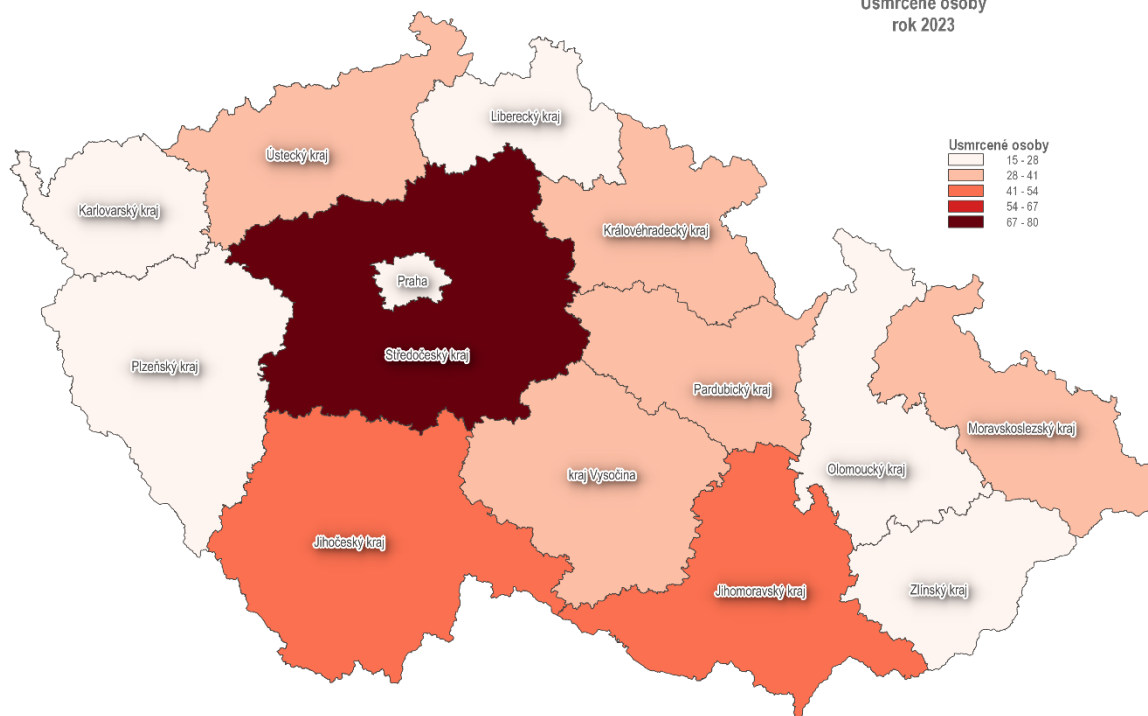 Usmrcené osoby
rok 2023
Liberecký kraj
Ústecký kraj
Usmrcené osoby
15 - 28
28 - 41
41 - 54
54 - 67
67 - 80
Karlovarský kraj
Královéhradecký kraj
Praha
Středočeský kraj
Plzeňský kraj
Pardubický kraj
Moravskoslezský kraj
kraj Vysočina
Olomoucký kraj
Jihočeský kraj
Jihomoravský kraj
Zlínský kraj